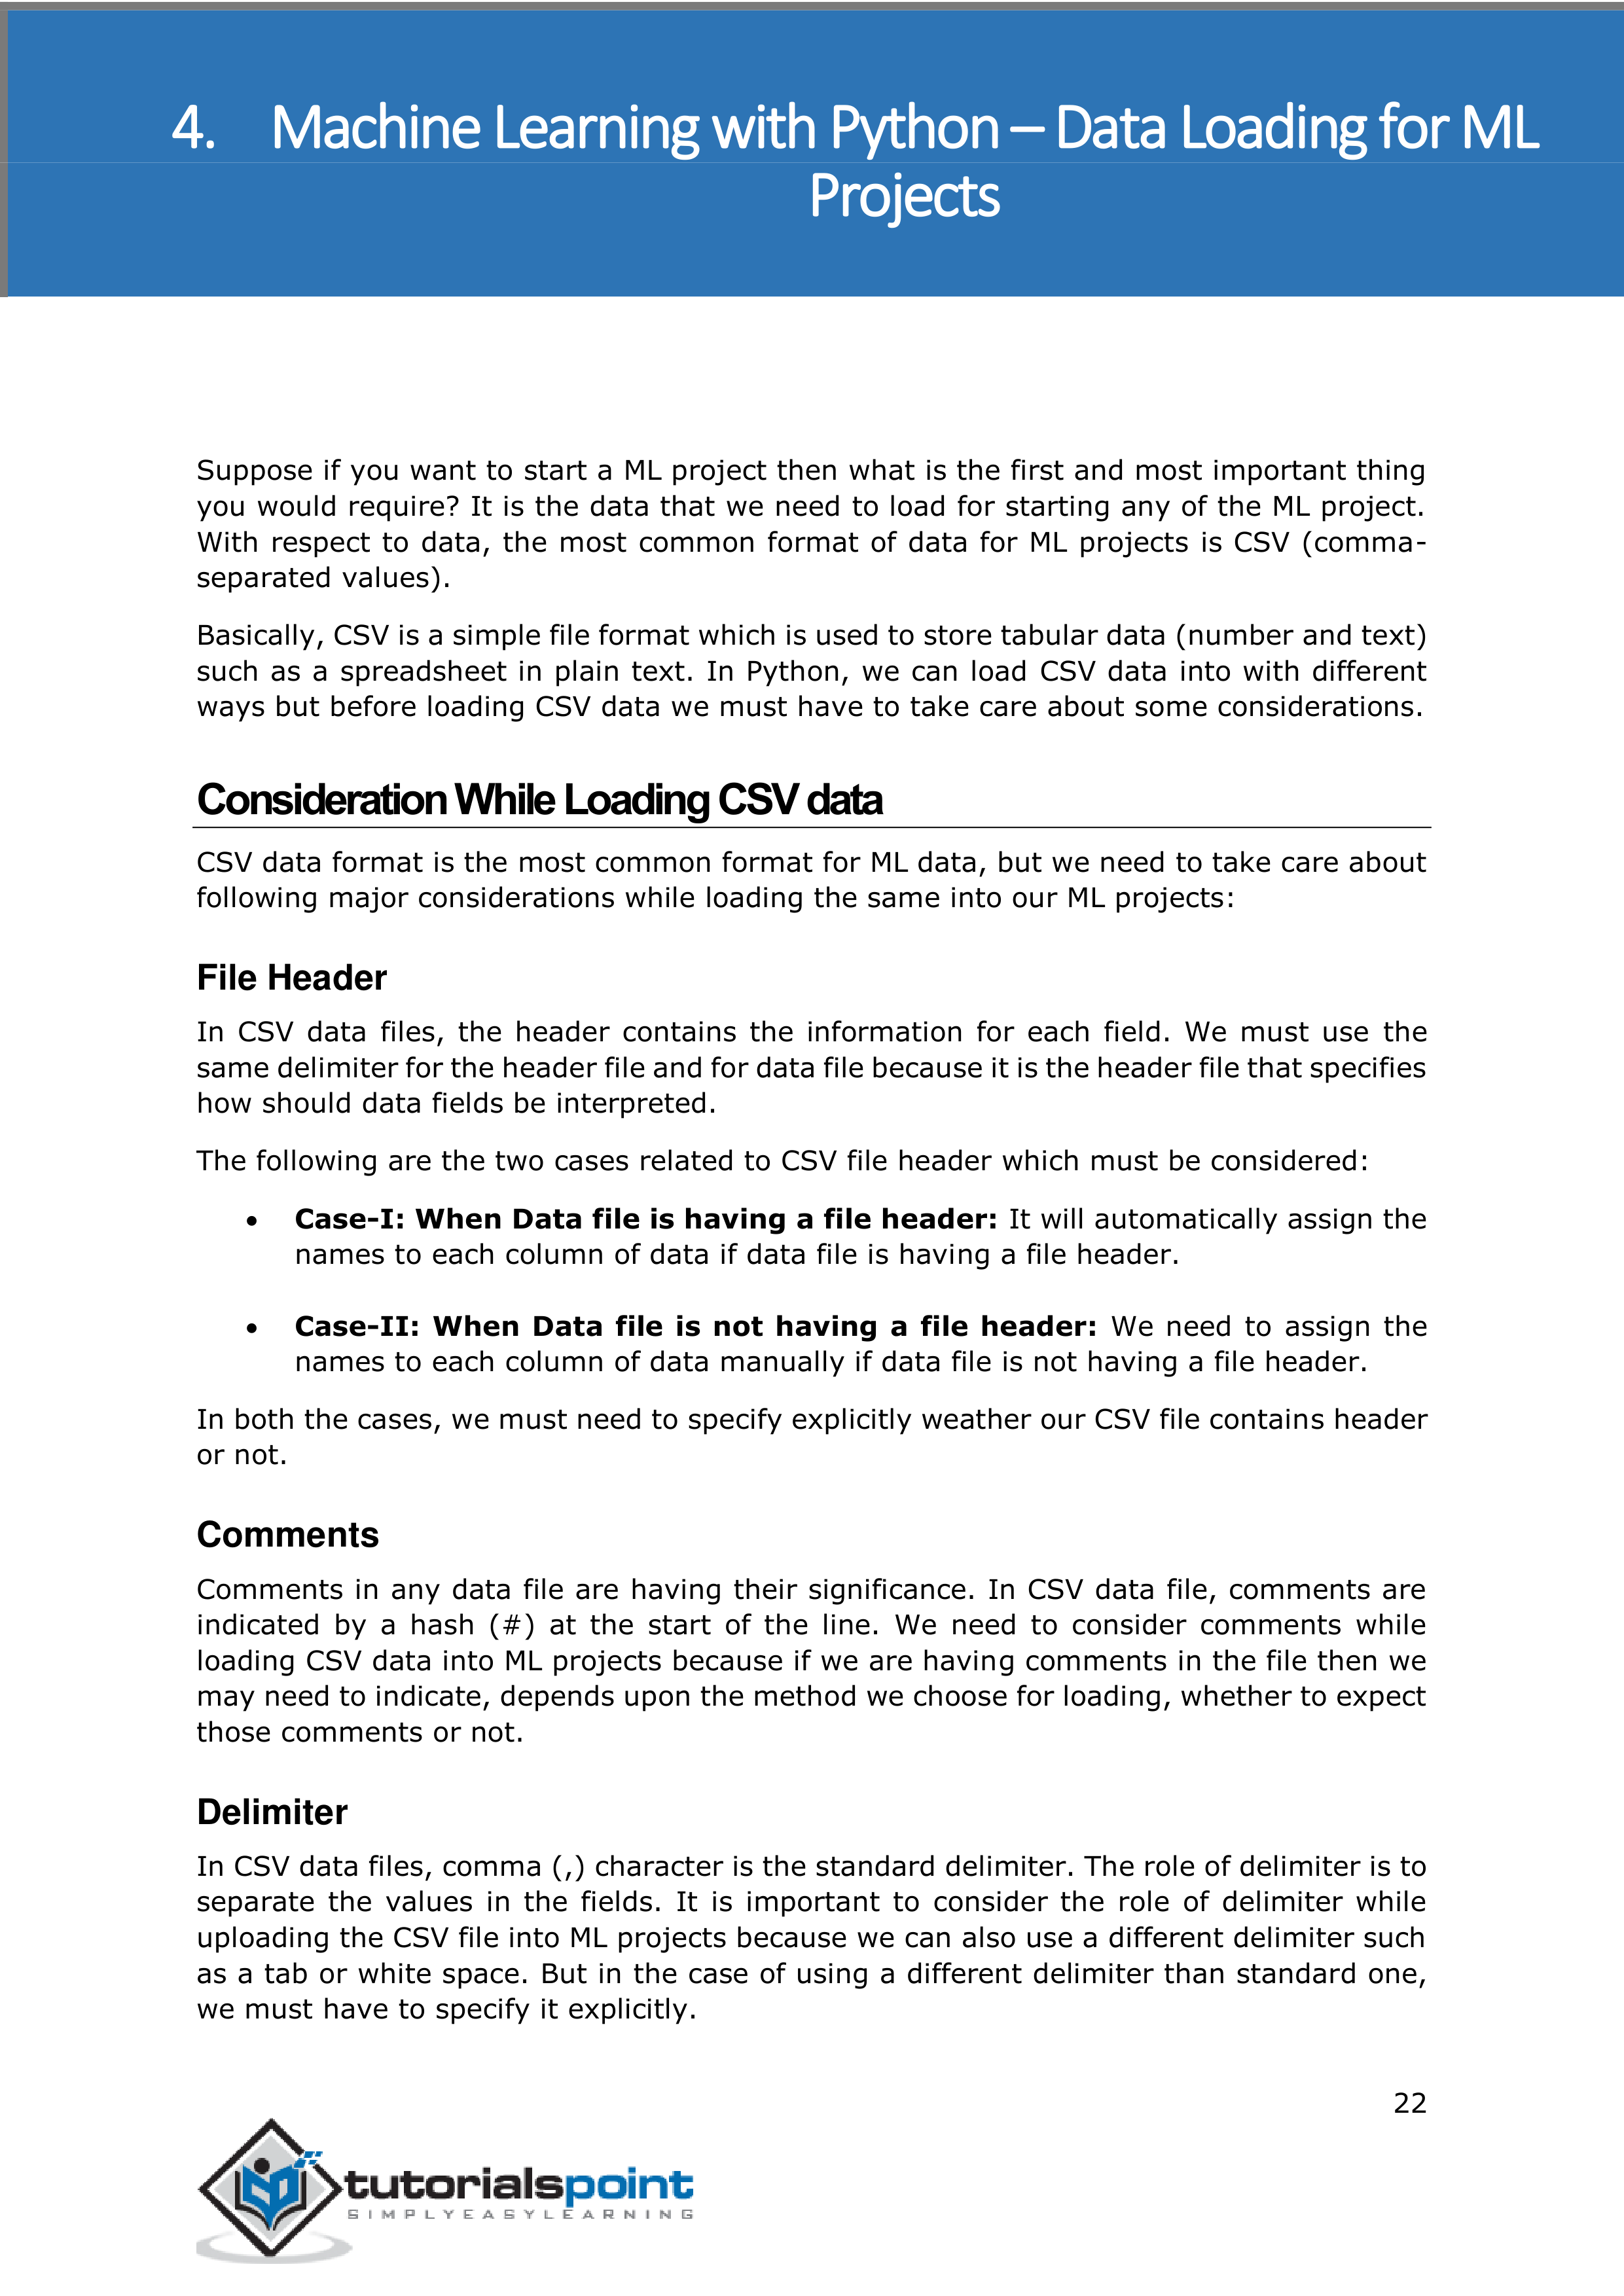 4. Machine Learning with Python – Data Loading for ML
Projects
Suppose if you want to start a ML project then what is the first and most important thing
you would require? It is the data that we need to load for starting any of the ML project.
With respect to data, the most common format of data for ML projects is CSV (comma-
separated values).
Basically, CSV is a simple file format which is used to store tabular data (number and text)
such as a spreadsheet in plain text. In Python, we can load CSV data into with different
ways but before loading CSV data we must have to take care about some considerations.
Consideration While Loading CSV data
CSV data format is the most common format for ML data, but we need to take care about
following major considerations while loading the same into our ML projects:
File Header
In CSV data files, the header contains the information for each field. We must use the
same delimiter for the header file and for data file because it is the header file that specifies
how should data fields be interpreted.
The following are the two cases related to CSV file header which must be considered:
• Case-I: When Data file is having a file header: It will automatically assign the
names to each column of data if data file is having a file header.
• Case-II: When Data file is not having a file header: We need to assign the
names to each column of data manually if data file is not having a file header.
In both the cases, we must need to specify explicitly weather our CSV file contains header
or not.
Comments
Comments in any data file are having their significance. In CSV data file, comments are
indicated by a hash (#) at the start of the line. We need to consider comments while
loading CSV data into ML projects because if we are having comments in the file then we
may need to indicate, depends upon the method we choose for loading, whether to expect
those comments or not.
Delimiter
In CSV data files, comma (,) character is the standard delimiter. The role of delimiter is to
separate the values in the fields. It is important to consider the role of delimiter while
uploading the CSV file into ML projects because we can also use a different delimiter such
as a tab or white space. But in the case of using a different delimiter than standard one,
we must have to specify it explicitly.
22
tutorialspoint
SIMPLYEASYLEARNING